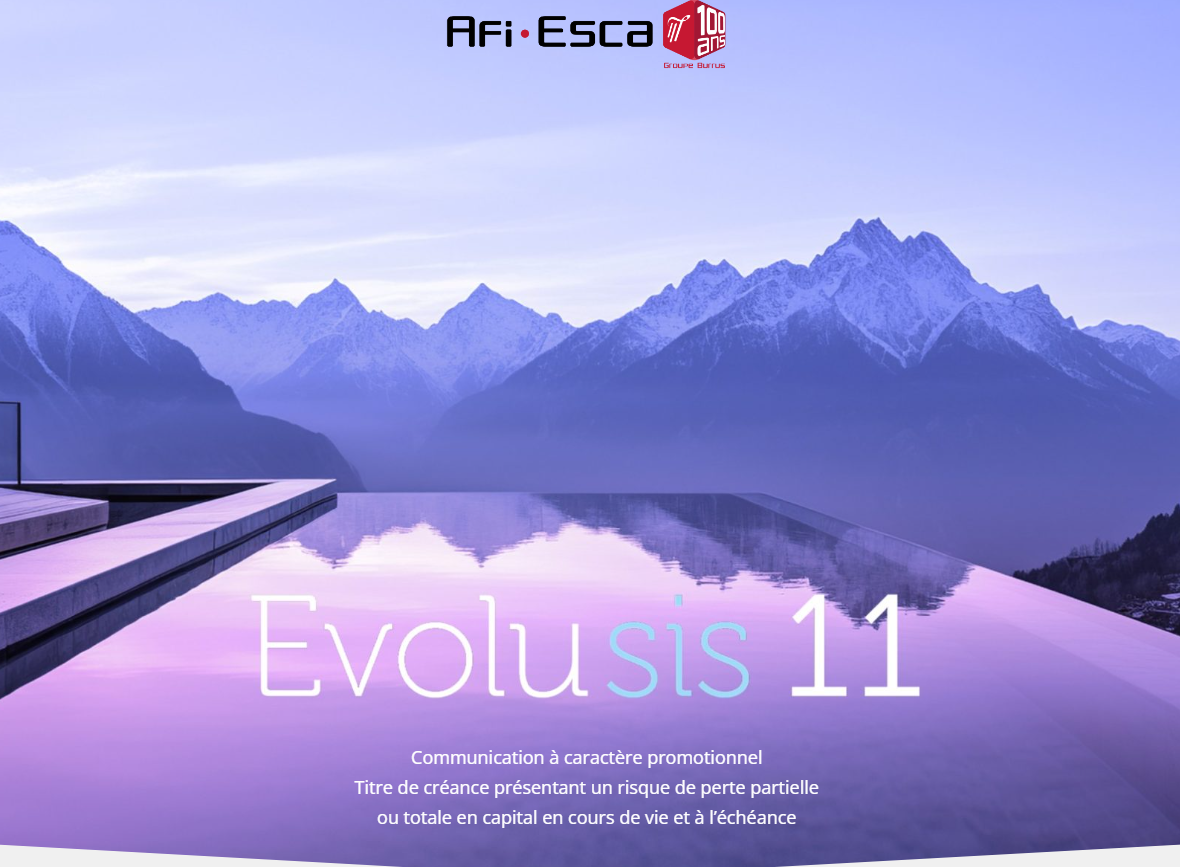 Afi·Esca
100
ans
Groupe Burrus
Evolusis 11
Communication à caractère promotionnel
Titre de créance présentant un risque de perte partielle
ou totale en capital en cours de vie et à l’échéance